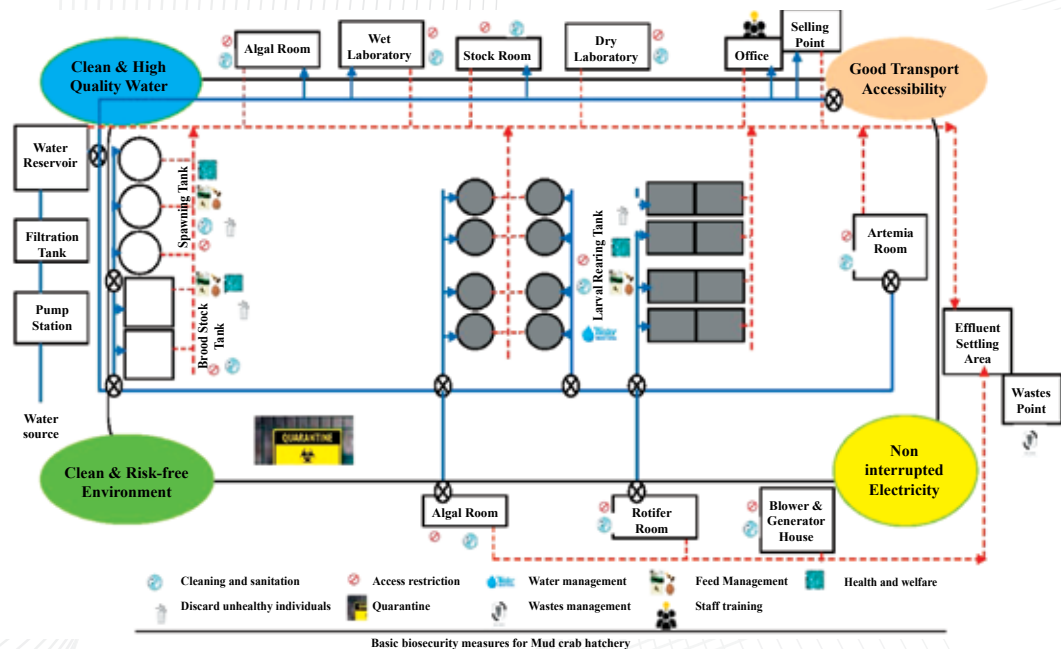 Clean & High
Quality Water
Algal Room
Wet
Laboratory
Stock Room
Dry
Laboratory
Office
Selling
Point
Good Transport
Accessibility
Water
Reservoir
Filtration
Tank
Pump
Station
Water
source
Spawning Tank
Brood Stock
Tank
Larval Rearing Tank
Artemia
Room
Effluent
Settling
Area
Wastes
Point
QUARANTINE
Clean & Risk-free
Environment
Non
interrupted
Electricity
Algal Room
Rotifer
Room
Blower &
Generator
House
Cleaning and sanitation
Access restriction
Water management
Feed Management
Health and welfare
Discard unhealthy individuals
Quarantine
Wastes management
Staff training
Basic biosecurity measures for Mud crab hatchery